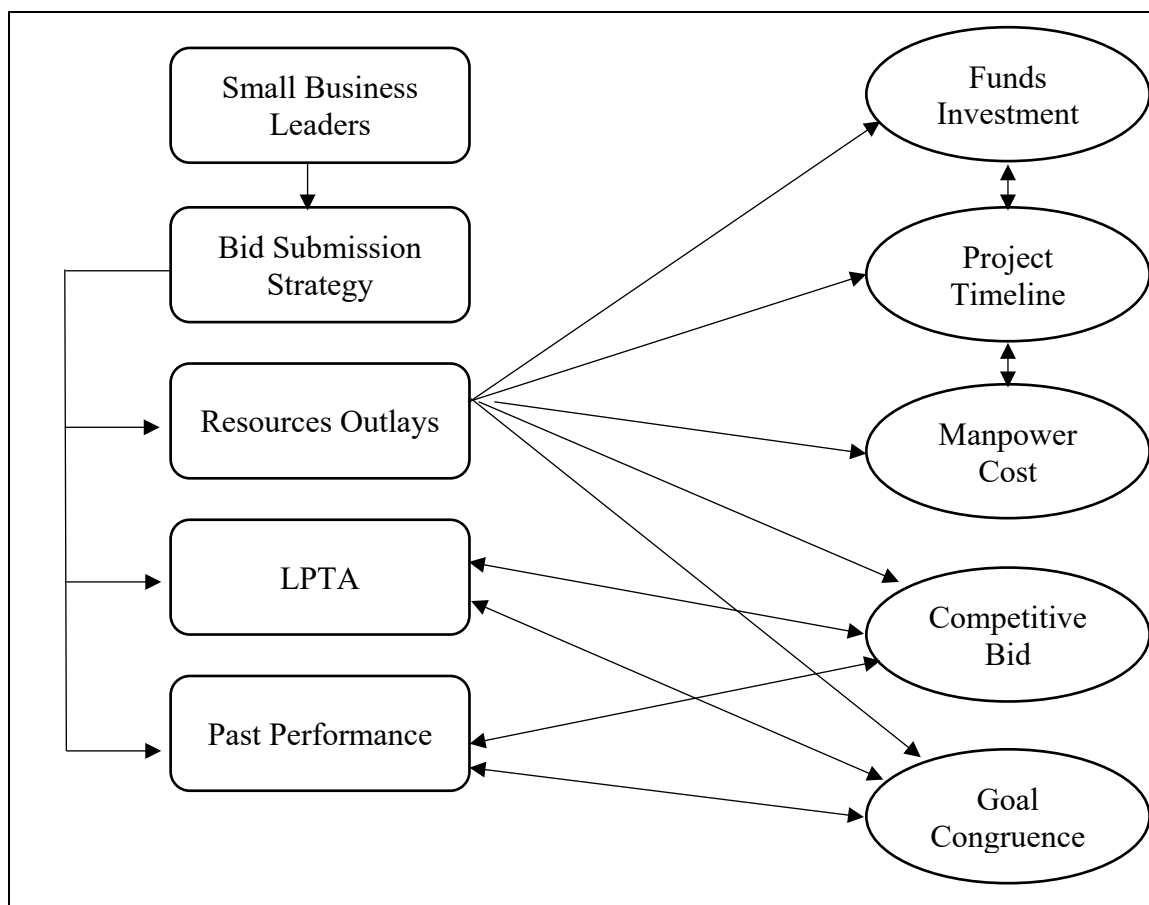 Small Business
Leaders
Bid Submission
Strategy
Resources Outlays
LPTA
Past Performance
Funds
Investment
Project
Timeline
Manpower
Cost
Competitive
Bid
Goal
Congruence